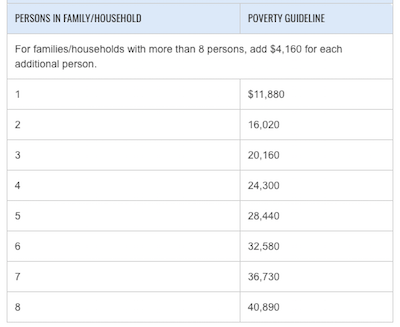 PERSONS IN FAMILY/HOUSEHOLD POVERTY GUIDELINE
For families/households with more than 8 persons, add $4,160 for each
additional person.
1 $11,880
2 16,020
3 20,160
4 24,300
5 28,440
6 32,580
7 36,730
8 40,890